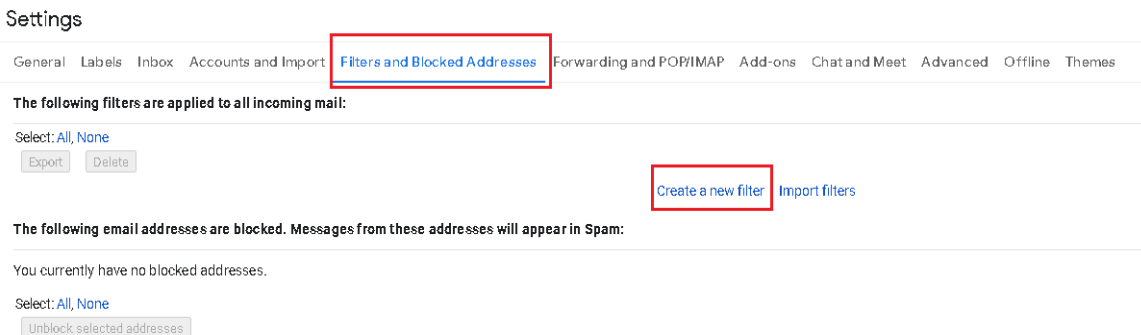 Settings
General Labels Inbox Accounts and Import Filters and Blocked Addresses Forwarding and POP/IMAP Add-ons Chat and Meet Advanced Offline Themes
The following filters are applied to all incoming mail:
Select: All, None
Export Delete
Create a new filter Import filters
The following email addresses are blocked. Messages from these addresses will appear in Spam:
You currently have no blocked addresses.
Select: All, None
Unblock selected addresses